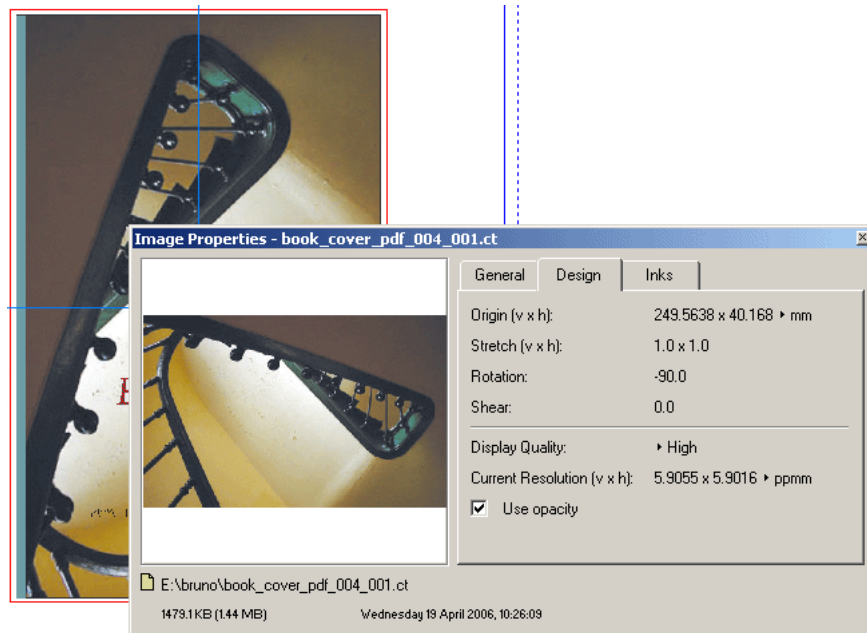 Image Properties - book_cover_pdf_004_001.ct
General Design Inks
Origin (v x h): 249.5638 x 40.168 mm
Stretch (v x h): 1.0 x 1.0
Rotation: -90.0
Shear: 0.0
Display Quality: High
Current Resolution (v x h): 5.9055 x 5.9016 ppmm
Use opacity
E:\bruno\book_cover_pdf_004_001.ct
1479.1 KB (1.44 MB) Wednesday 19 April 2006, 10:26:09